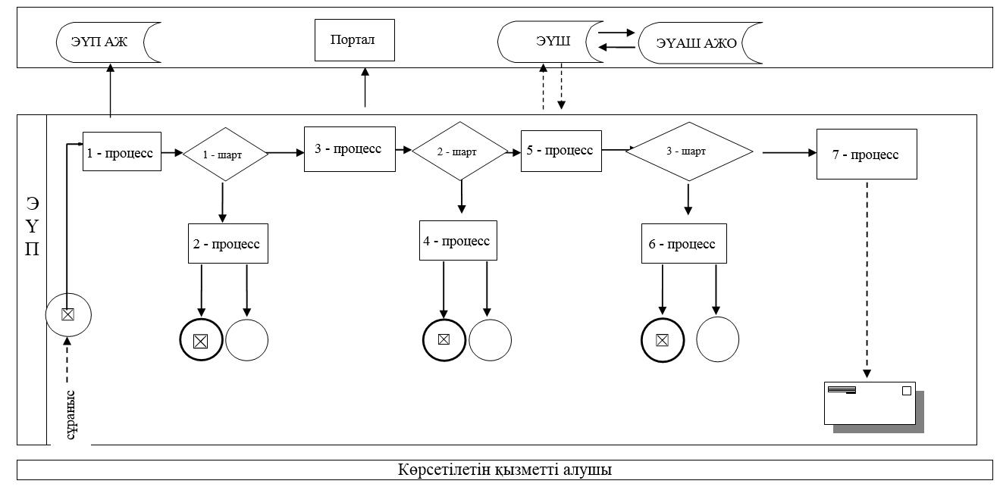 ЭҮП АЖ
Портал
ЭҮШ
ЭҮАШ АЖО
Э
Ү
П
1 - процесс
1 - шарт
3 - процесс
2 - шарт
5 - процесс
3 - шарт
7 - процесс
2 - процесс
4 - процесс
6 - процесс
сұраныс
Көрсетілетін қызметті алушы